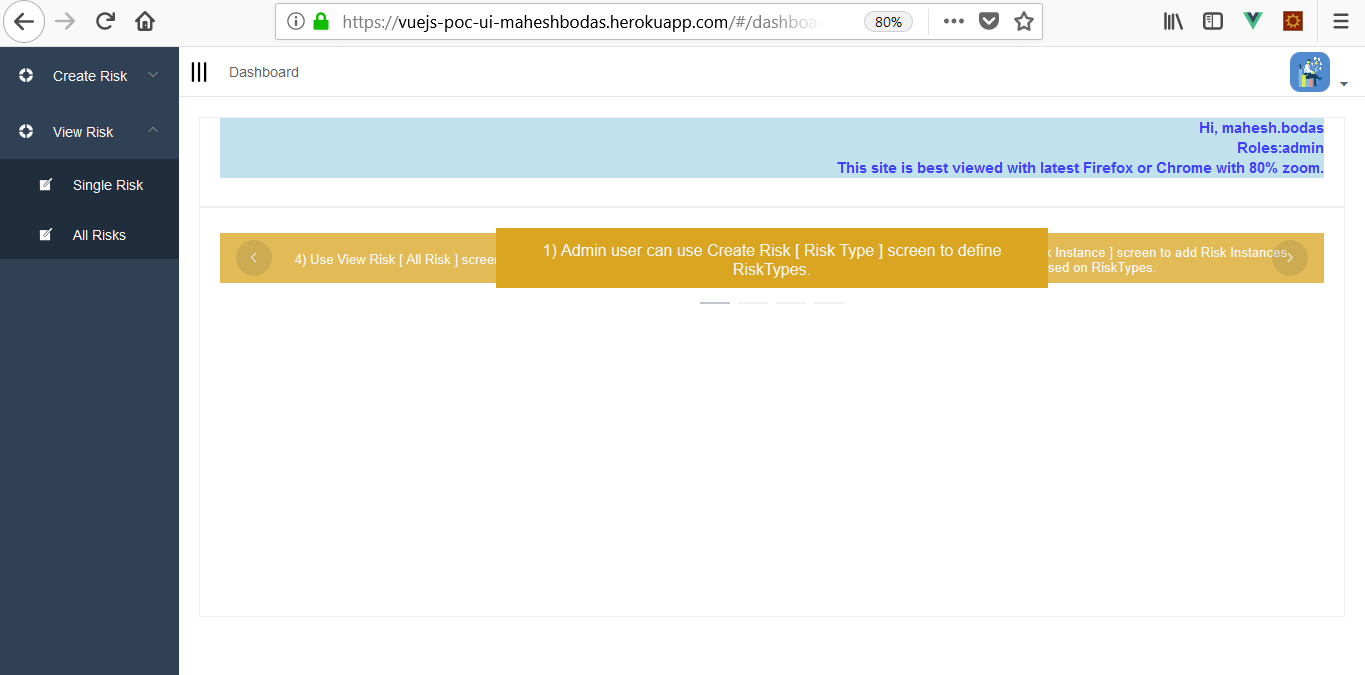 https://vuejs-poc-ui-maheshbodas.herokuapp.com/#/dashboa
80%
Create Risk
View Risk
Single Risk
All Risks
Dashboard
Hi, mahesh.bodas
Roles:admin
This site is best viewed with latest Firefox or Chrome with 80% zoom.
4) Use View Risk [ All Risk ] screen
1) Admin user can use Create Risk [ Risk Type ] screen to define
RiskTypes.
k Instance ] screen to add Risk Instances
sed on RiskTypes.